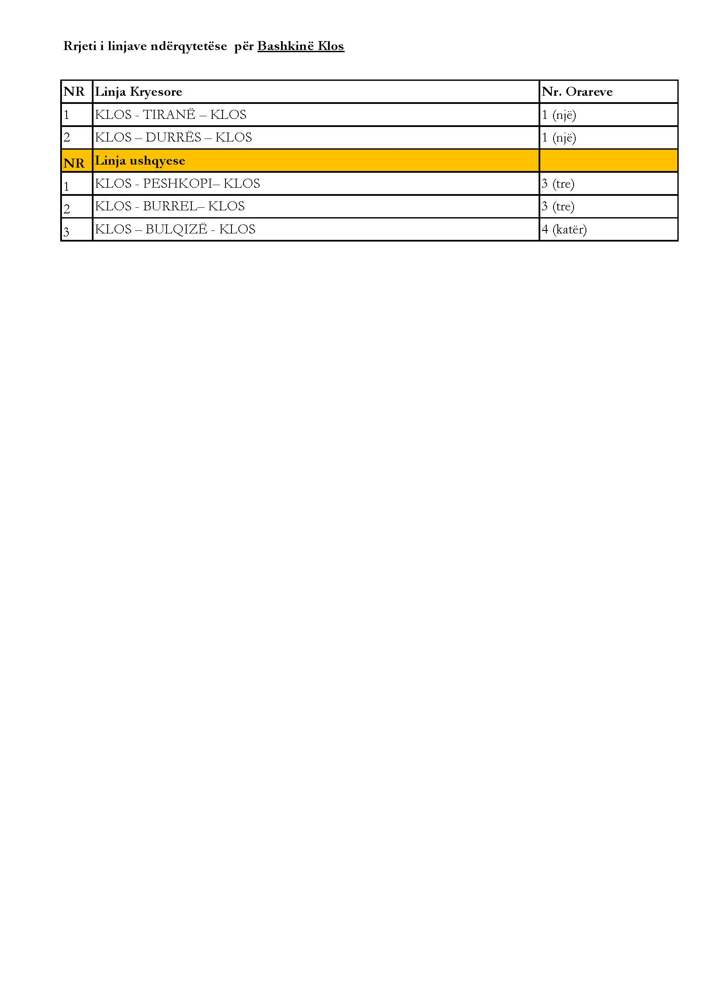 Rrjeti i linjave ndërqytetëse  për Bashkinë Klos
NR Linja Kryesore Nr. Orareve
1 KLOS - TIRANË – KLOS 1 (një)
2 KLOS – DURRËS – KLOS 1 (një)
NR Linja ushqyese
1 KLOS - PESHKOPI– KLOS 3 (tre)
2 KLOS - BURREL– KLOS 3 (tre)
3 KLOS – BULQIZË - KLOS 4 (katër)